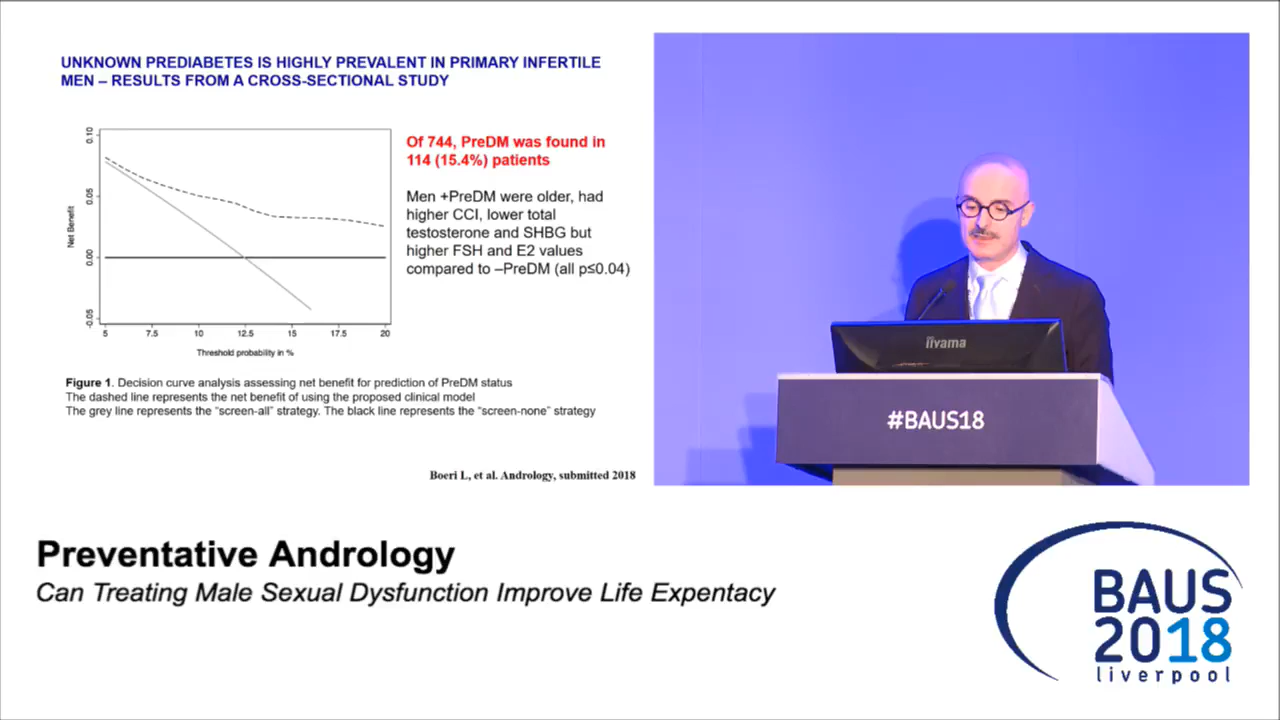 UNKNOWN PREDIABETES IS HIGHLY PREVALENT IN PRIMARY INFERTILE
MEN – RESULTS FROM A CROSS-SECTIONAL STUDY
0.10
0.05
0.00
-0.05
Net Benefit
5 7.5 10 12.5 15 17.5 20
Threshold probability in %
Of 744, PreDM was found in
114 (15.4%) patients
Men +PreDM were older, had
higher CCI, lower total
testosterone and SHBG but
higher FSH and E2 values
compared to –PreDM (all p≤0.04)
Figure 1. Decision curve analysis assessing net benefit for prediction of PreDM status
The dashed line represents the net benefit of using the proposed clinical model
The grey line represents the “screen-all” strategy. The black line represents the “screen-none” strategy
Boeri L, et al. Andrology, submitted 2018
iiyama
#BAUS18
Preventative Andrology
Can Treating Male Sexual Dysfunction Improve Life Expentacy
BAUS
2018
liverpool